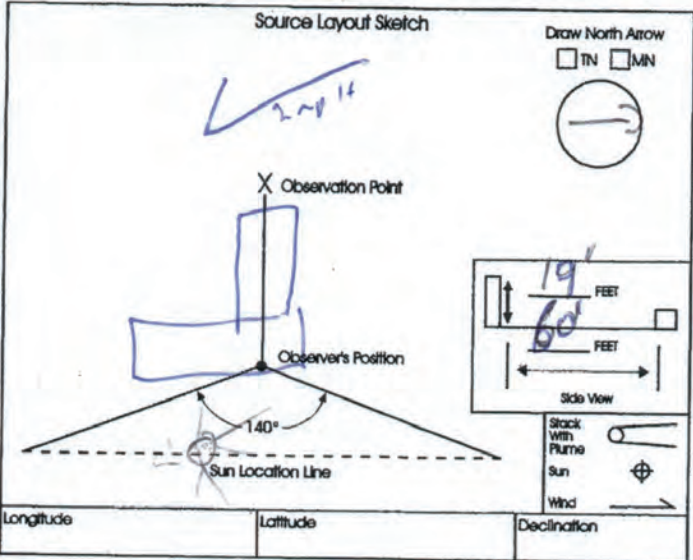 Source Layout Sketch
Draw North Arrow
TN MN
X Observation Point
19' FEET
60' FEET
Side View
Observer's Position
140°
Sun Location Line
Stack
With
Plume
Sun
Wind
Longitude
Latitude
Declination